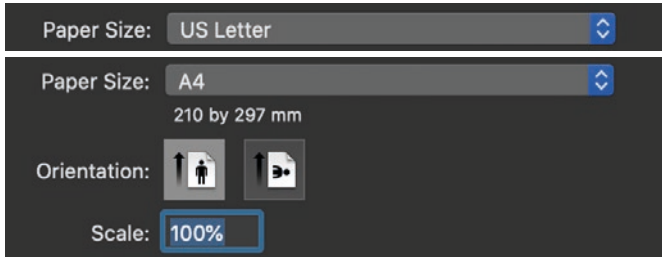 Paper Size: US Letter
Paper Size: A4
210 by 297 mm
Orientation:
Scale: 100%